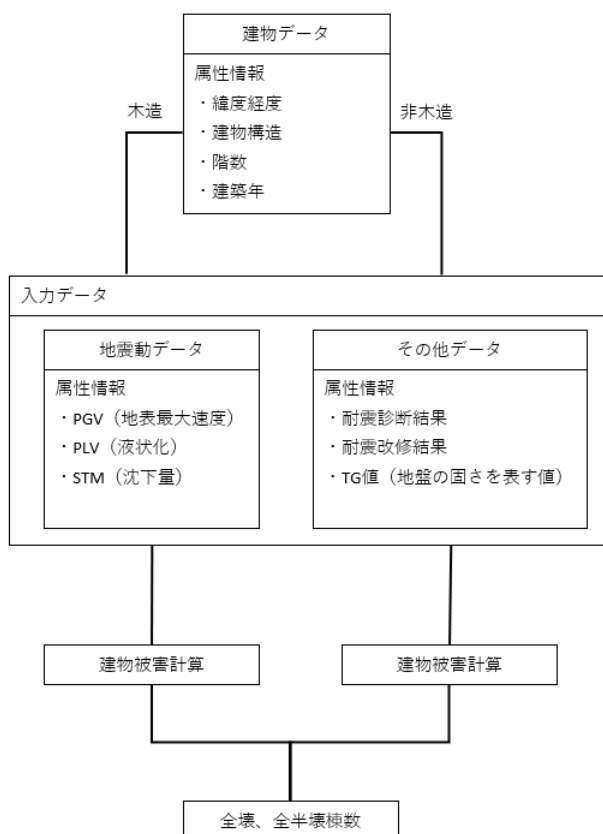 建物データ
属性情報
・緯度経度
・建物構造
・階数
・建築年
木造
非木造
入力データ
地震動データ
属性情報
・PGV（地表最大速度）
・PLV（液状化）
・STM（沈下量）
その他データ
属性情報
・耐震診断結果
・耐震改修結果
・TG値（地盤の固さを表す値）
建物被害計算
建物被害計算
全壊、全半壊棟数